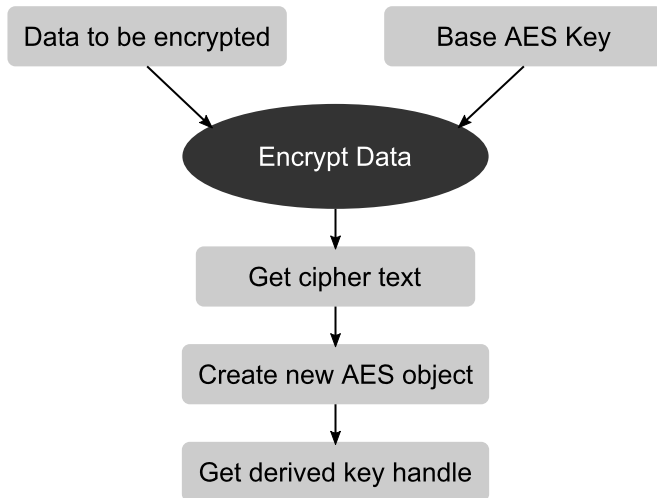 Data to be encrypted
Base AES Key
Encrypt Data
Get cipher text
Create new AES object
Get derived key handle